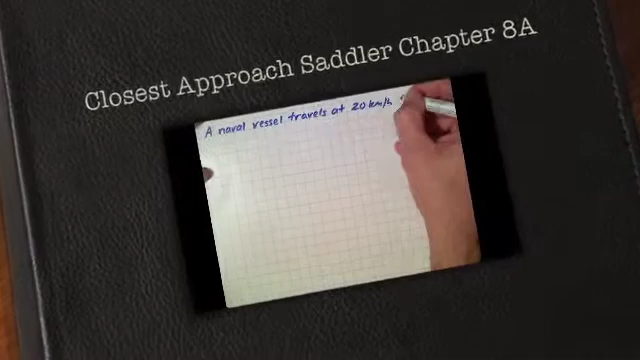 Closest Approach Saddler Chapter 8A
A naval vessel travels at 20 km/h